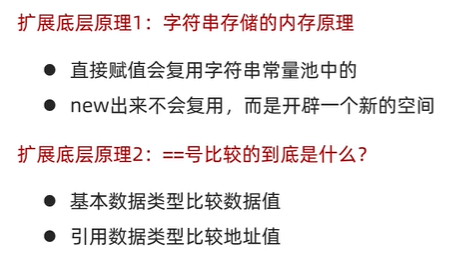 扩展底层原理1：字符串存储的内存原理
● 直接赋值会复用字符串常量池中的
● new出来不会复用，而是开辟一个新的空间
扩展底层原理2：==号比较的到底是什么？
● 基本数据类型比较数据值
● 引用数据类型比较地址值